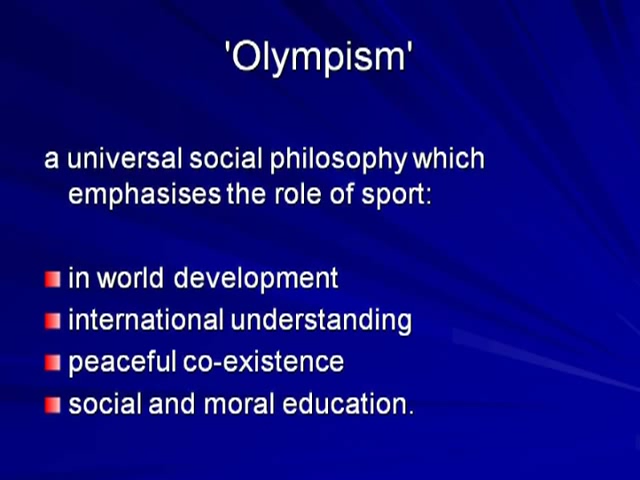 'Olympism'
a universal social philosophy which
emphasises the role of sport:
in world development
international understanding
peaceful co-existence
social and moral education.